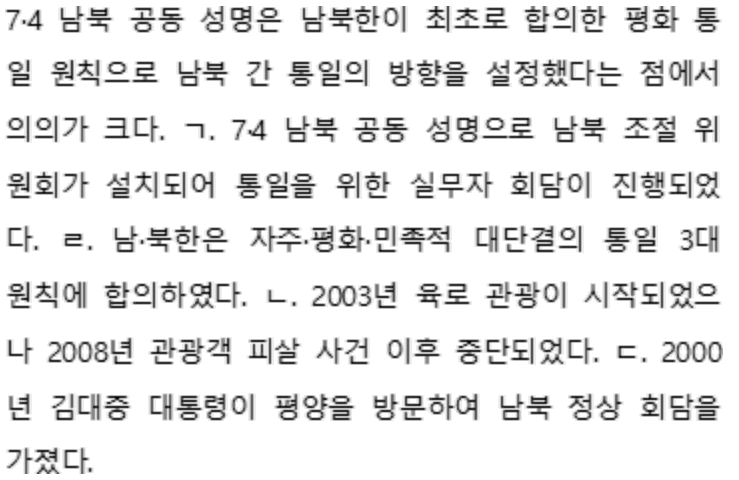 7·4 남북 공동 성명은 남북한이 최초로 합의한 평화 통
일 원칙으로 남북 간 통일의 방향을 설정했다는 점에서
의의가 크다. ㄱ. 7·4 남북 공동 성명으로 남북 조절 위
원회가 설치되어 통일을 위한 실무자 회담이 진행되었
다. ㄹ. 남·북한은 자주·평화·민족적 대단결의 통일 3대
원칙에 합의하였다. ㄴ. 2003년 육로 관광이 시작되었으
나 2008년 관광객 피살 사건 이후 중단되었다. ㄷ. 2000
년 김대중 대통령이 평양을 방문하여 남북 정상 회담을
가졌다.